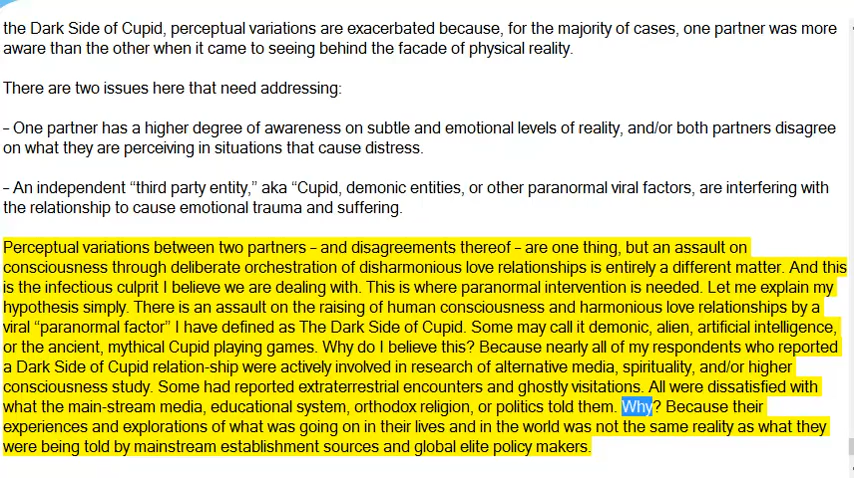 the Dark Side of Cupid, perceptual variations are exacerbated because, for the majority of cases, one partner was more
aware than the other when it came to seeing behind the facade of physical reality.
There are two issues here that need addressing:
– One partner has a higher degree of awareness on subtle and emotional levels of reality, and/or both partners disagree
on what they are perceiving in situations that cause distress.
– An independent “third party entity,” aka “Cupid, demonic entities, or other paranormal viral factors, are interfering with
the relationship to cause emotional trauma and suffering.
Perceptual variations between two partners – and disagreements thereof – are one thing, but an assault on
consciousness through deliberate orchestration of disharmonious love relationships is entirely a different matter. And this
is the infectious culprit I believe we are dealing with. This is where paranormal intervention is needed. Let me explain my
hypothesis simply. There is an assault on the raising of human consciousness and harmonious love relationships by a
viral “paranormal factor” I have defined as The Dark Side of Cupid. Some may call it demonic, alien, artificial intelligence,
or the ancient, mythical Cupid playing games. Why do I believe this? Because nearly all of my respondents who reported
a Dark Side of Cupid relation-ship were actively involved in research of alternative media, spirituality, and/or higher
consciousness study. Some had reported extraterrestrial encounters and ghostly visitations. All were dissatisfied with
what the main-stream media, educational system, orthodox religion, or politics told them. Why? Because their
experiences and explorations of what was going on in their lives and in the world was not the same reality as what they
were being told by mainstream establishment sources and global elite policy makers.